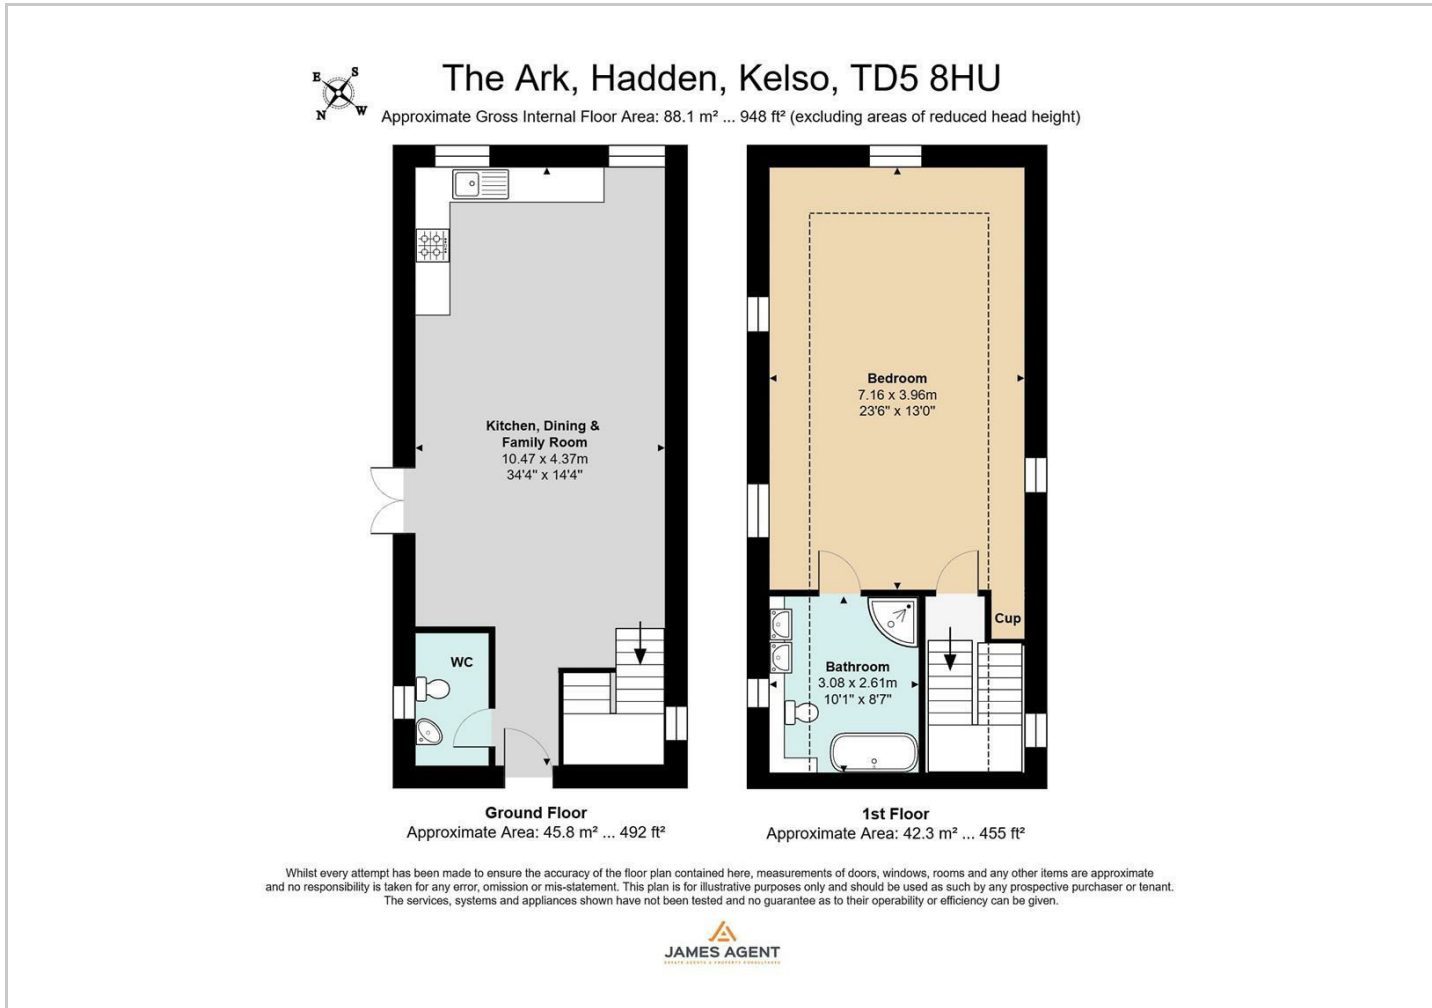 The Ark, Hadden, Kelso, TD5 8HU
E
S
N
W
Approximate Gross Internal Floor Area: 88.1 m² ... 948 ft² (excluding areas of reduced head height)
Kitchen, Dining &
Family Room
10.47 x 4.37m
34'4" x 14'4"
WC
Bedroom
7.16 x 3.96m
23'6" x 13'0"
Cup
Bathroom
3.08 x 2.61m
10'1" x 8'7"
Ground Floor
Approximate Area: 45.8 m² ... 492 ft²
1st Floor
Approximate Area: 42.3 m² ... 455 ft²
Whilst every attempt has been made to ensure the accuracy of the floor plan contained here, measurements of doors, windows, rooms and any other items are approximate
and no responsibility is taken for any error, omission or mis-statement. This plan is for illustrative purposes only and should be used as such by any prospective purchaser or tenant.
The services, systems and appliances shown have not been tested and no guarantee as to their operability or efficiency can be given.
JAMES AGENT
ESTATE AGENTS & PROPERTY CONSULTANTS